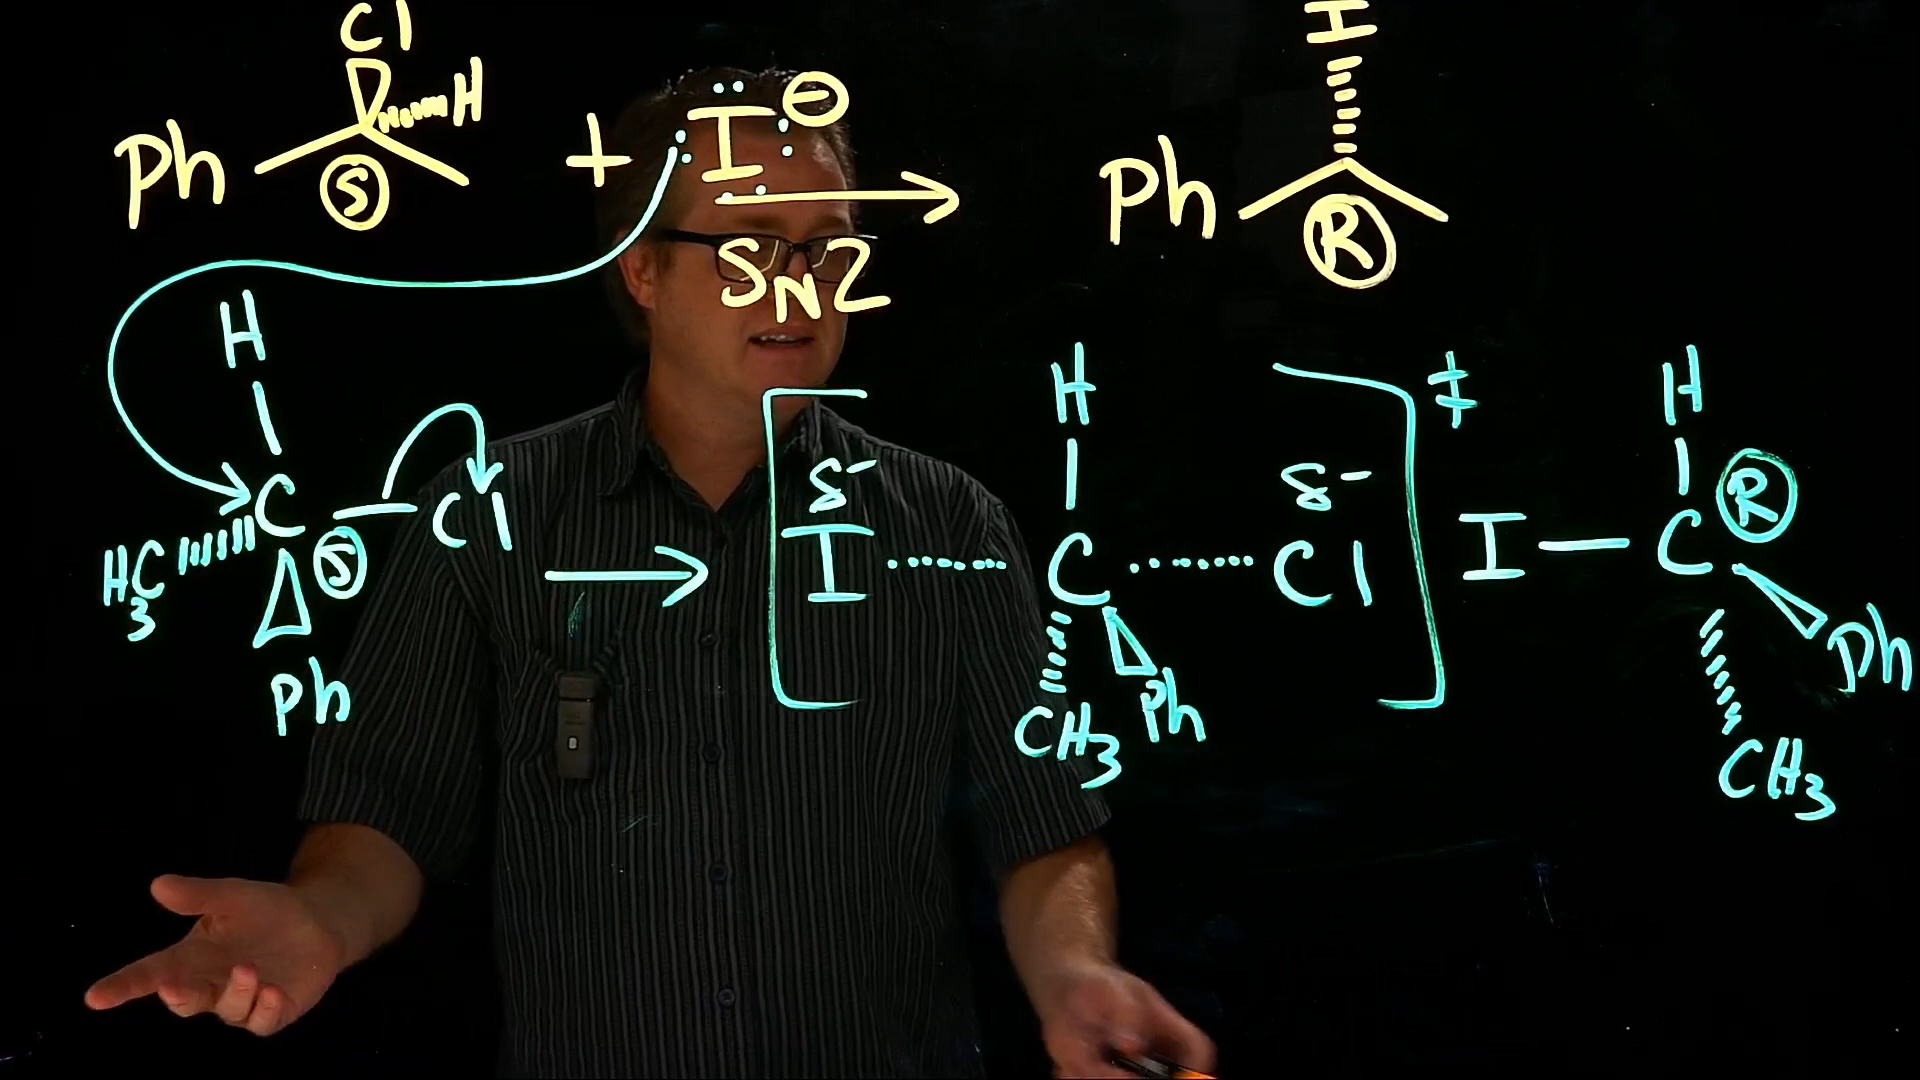 Cl
H
Ph
S
+ I ⊖
SN2
I
Ph
R
H
C
Cl
H3C
S
Ph
H
δ- I
C
δ- Cl
CH3
Ph
‡
H
I
C
R
Ph
CH3